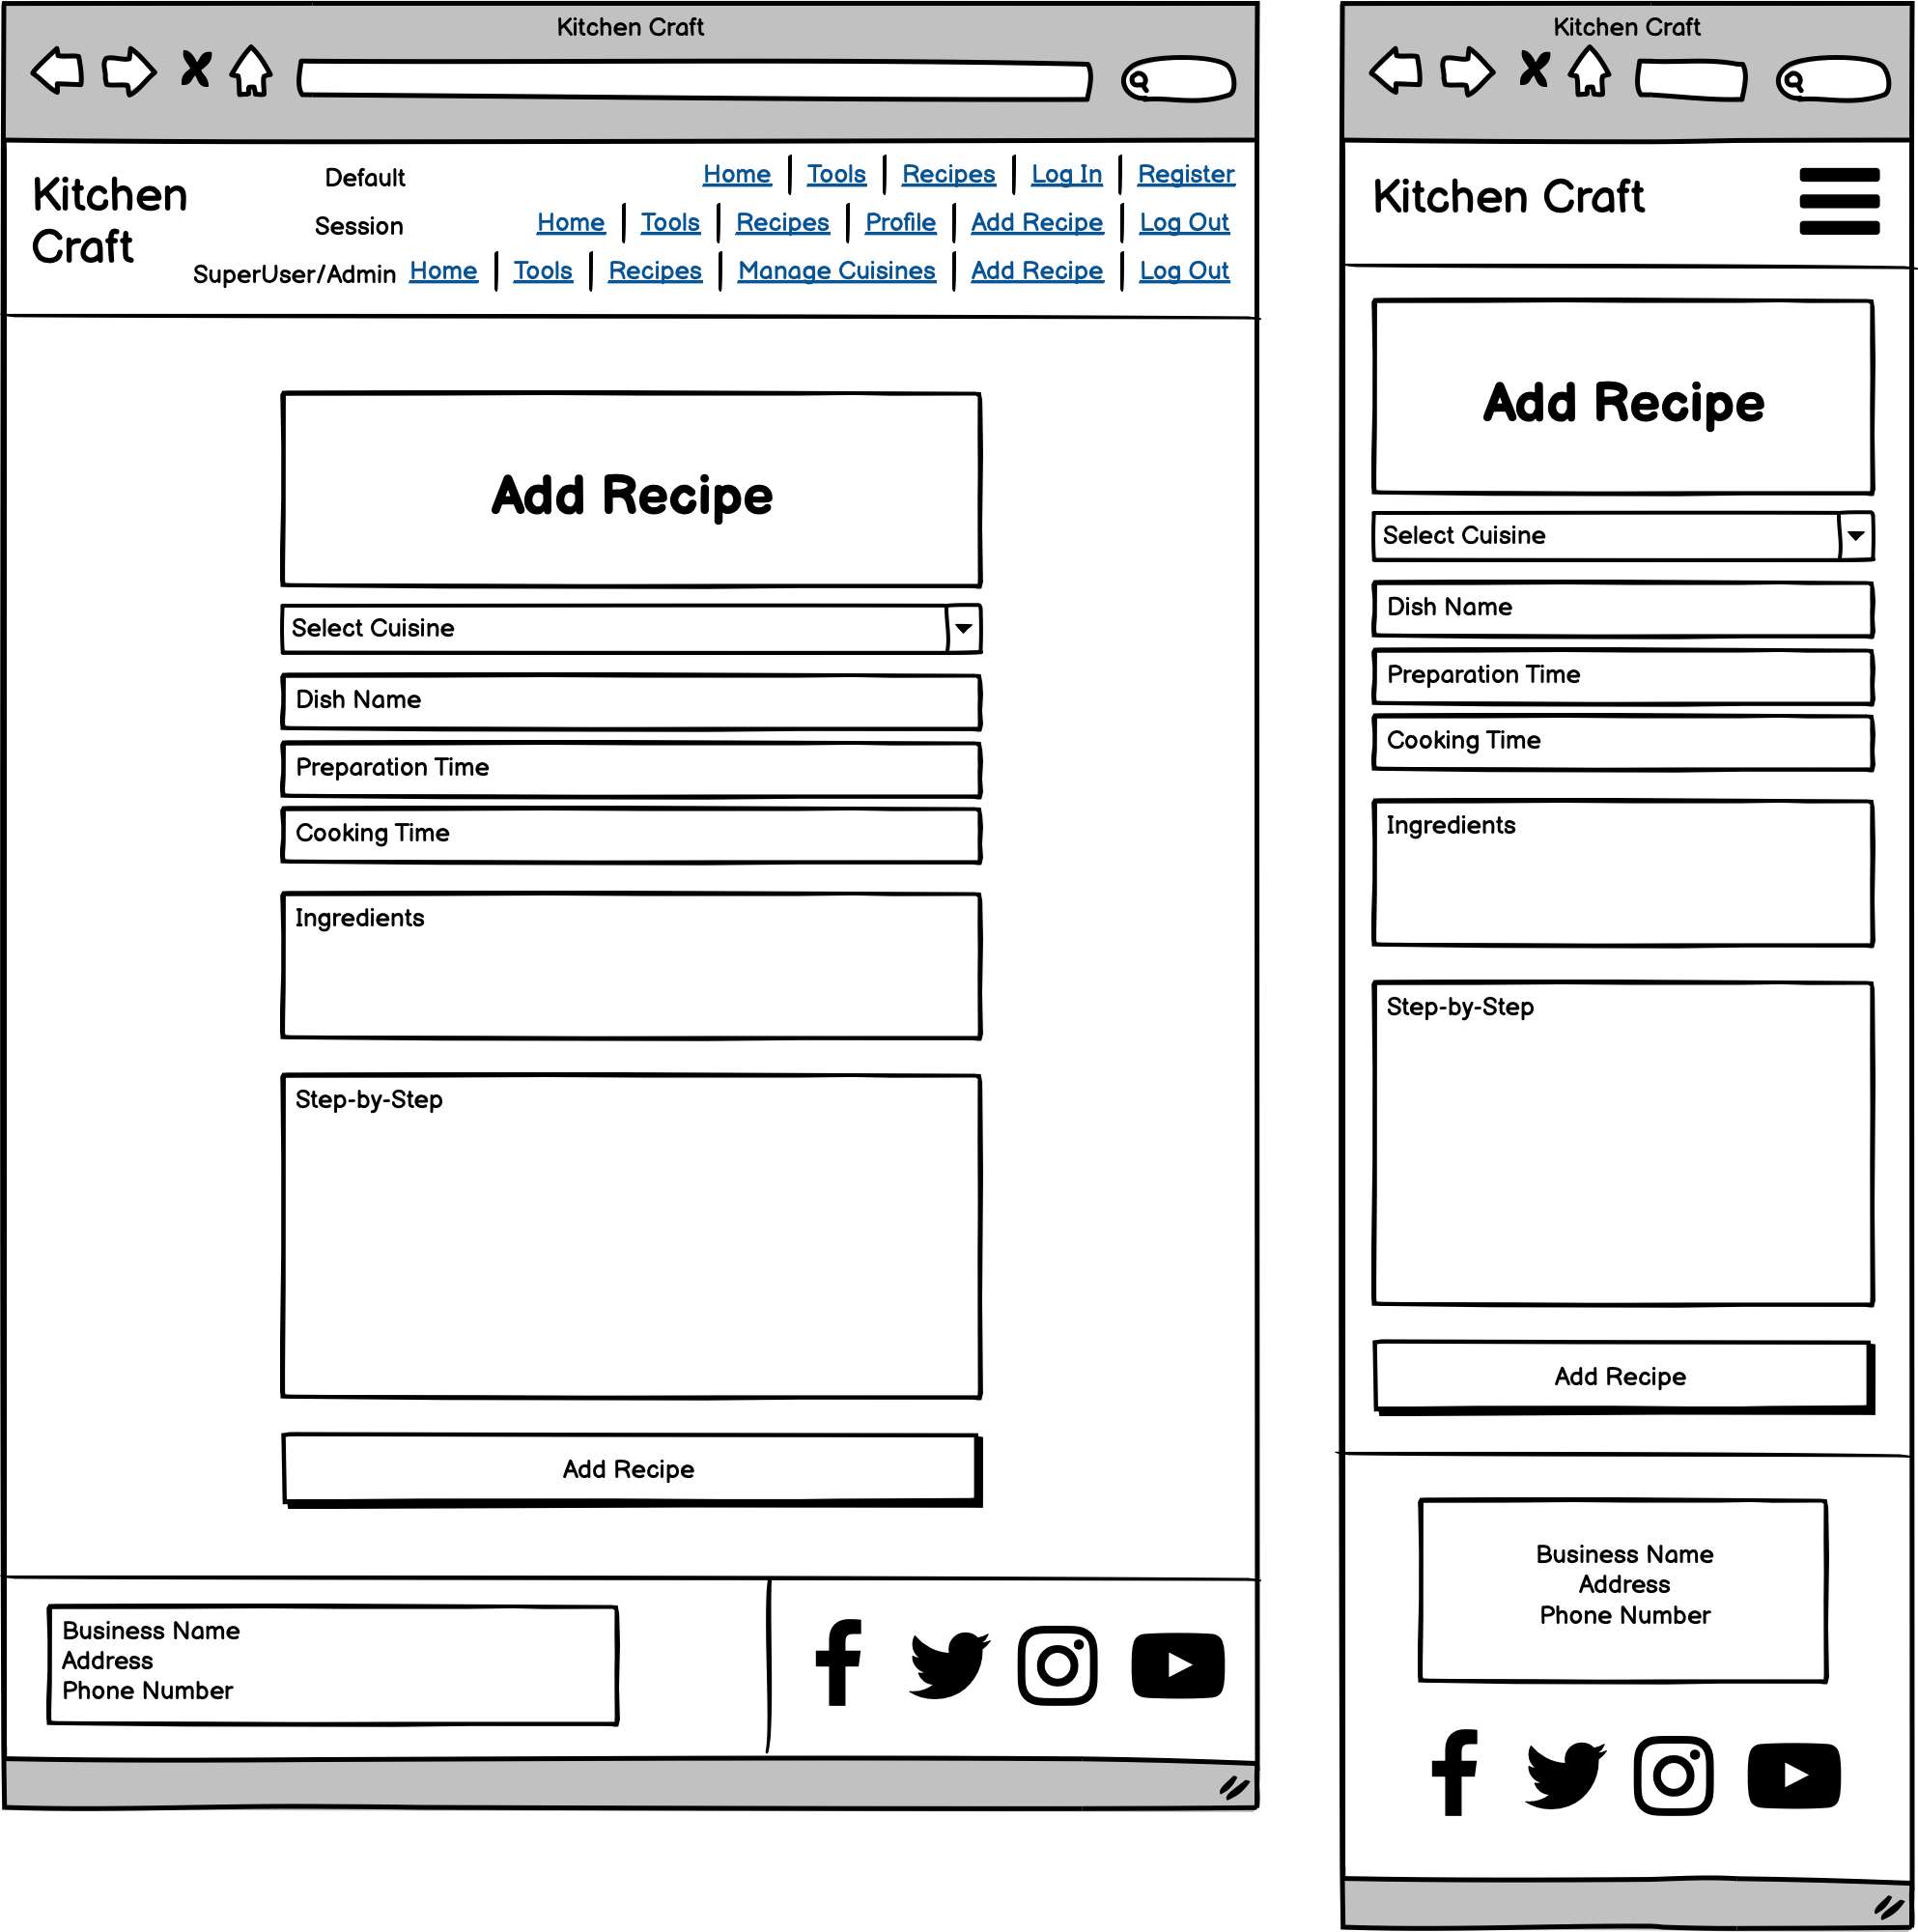 Kitchen Craft
Kitchen
Craft
Default
Home Tools Recipes Log In Register
Session
Home Tools Recipes Profile Add Recipe Log Out
SuperUser/Admin
Home Tools Recipes Manage Cuisines Add Recipe Log Out
Add Recipe
Select Cuisine
Dish Name
Preparation Time
Cooking Time
Ingredients
Step-by-Step
Add Recipe
Business Name
Address
Phone Number
Kitchen Craft
Kitchen Craft
Add Recipe
Select Cuisine
Dish Name
Preparation Time
Cooking Time
Ingredients
Step-by-Step
Add Recipe
Business Name
Address
Phone Number